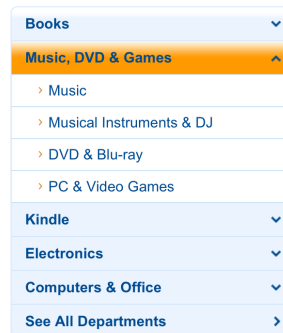 Books
Music, DVD & Games
Music
Musical Instruments & DJ
DVD & Blu-ray
PC & Video Games
Kindle
Electronics
Computers & Office
See All Departments